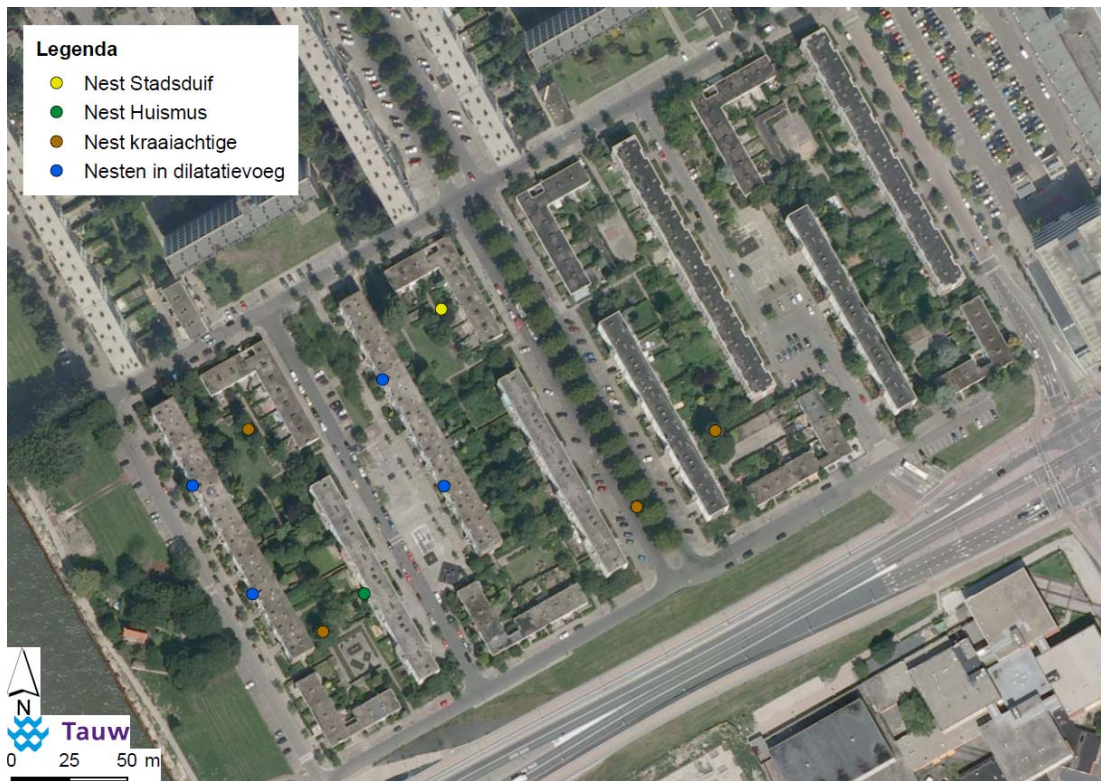 Legenda
Nest Stadsduif
Nest Huismus
Nest kraaiachtige
Nesten in dilatatievoeg
N
Tauw
0 25 50 m